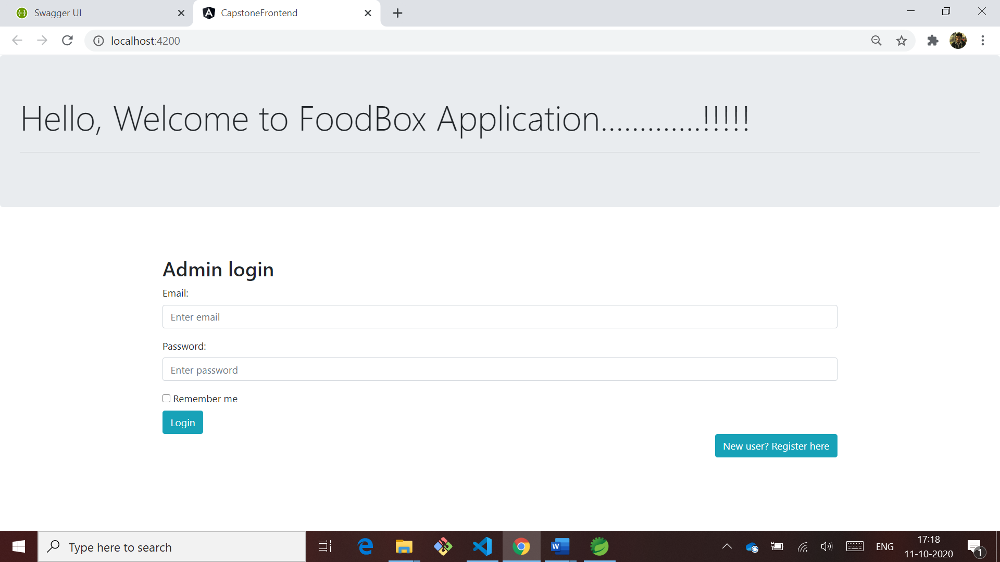 Swagger UI
CapstoneFrontend
localhost:4200
Hello, Welcome to FoodBox Application.............!!!!!
Admin login
Email:
Enter email
Password:
Enter password
Remember me
Login
New user? Register here
Type here to search
W
ENG
17:18
11-10-2020
1